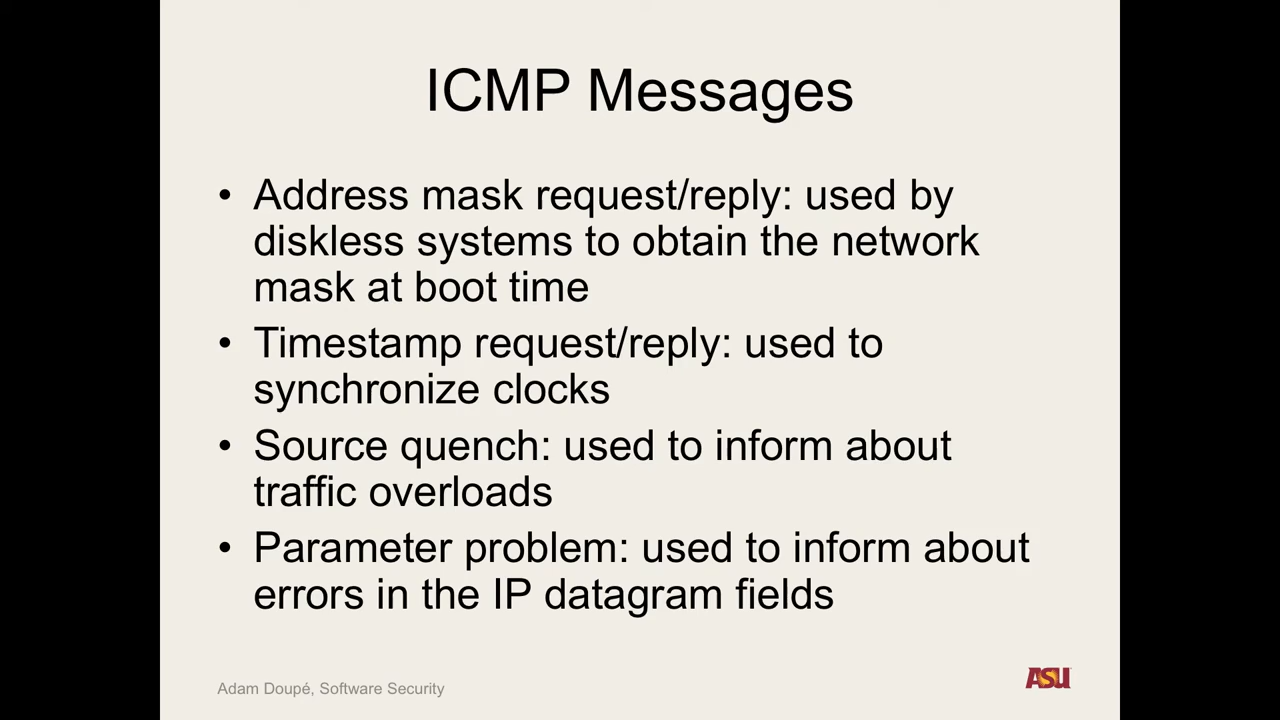 ICMP Messages
• Address mask request/reply: used by
diskless systems to obtain the network
mask at boot time
• Timestamp request/reply: used to
synchronize clocks
• Source quench: used to inform about
traffic overloads
• Parameter problem: used to inform about
errors in the IP datagram fields
Adam Doupé, Software Security
ASU